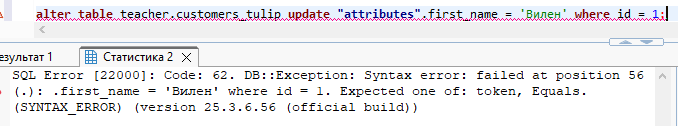 alter table teacher.customers_tulip update "attributes".first_name = 'Вилен' where id = 1;
езультат 1
Статистика 2
SQL Error [22000]: Code: 62. DB::Exception: Syntax error: failed at position 56
(.): .first_name = 'Вилен' where id = 1. Expected one of: token, Equals.
(SYNTAX_ERROR) (version 25.3.6.56 (official build))